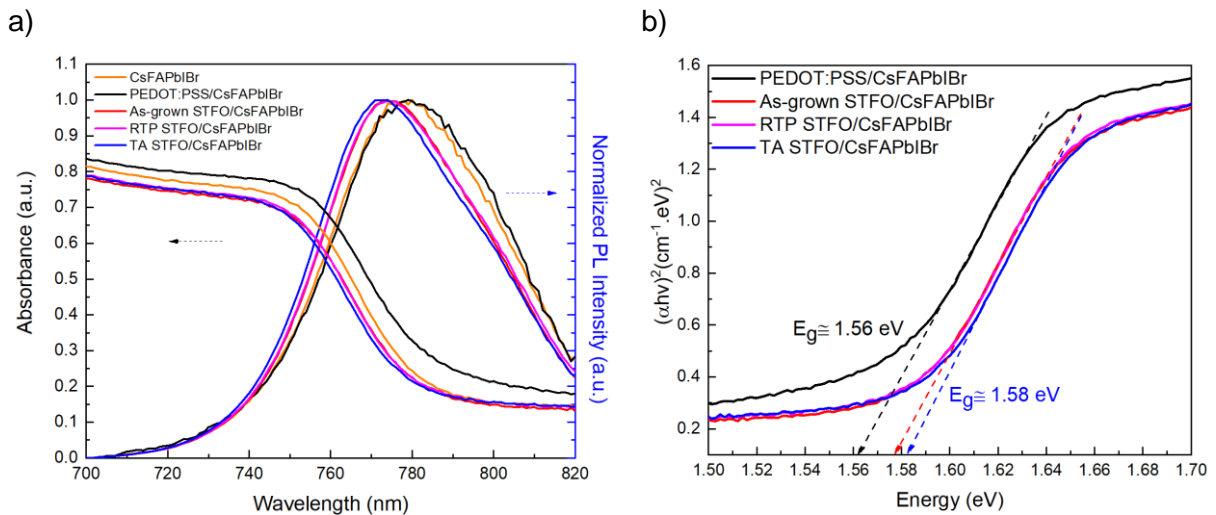 a)
1.1
1.0
0.9
0.8
0.7
0.6
0.5
0.4
0.3
0.2
0.1
0.0
Absorbance (a.u.)
CsFAPbIBr
PEDOT:PSS/CsFAPbIBr
As-grown STFO/CsFAPbIBr
RTP STFO/CsFAPbIBr
TA STFO/CsFAPbIBr
Normalized PL Intensity (a.u.)
700 720 740 760 780 800 820
Wavelength (nm)
b)
1.6
1.4
1.2
1.0
0.8
0.6
0.4
0.2
(αhν)²(cm⁻¹.eV)²
PEDOT:PSS/CsFAPbIBr
As-grown STFO/CsFAPbIBr
RTP STFO/CsFAPbIBr
TA STFO/CsFAPbIBr
Eg≅ 1.56 eV
Eg≅ 1.58 eV
1.50 1.52 1.54 1.56 1.58 1.60 1.62 1.64 1.66 1.68 1.70
Energy (eV)